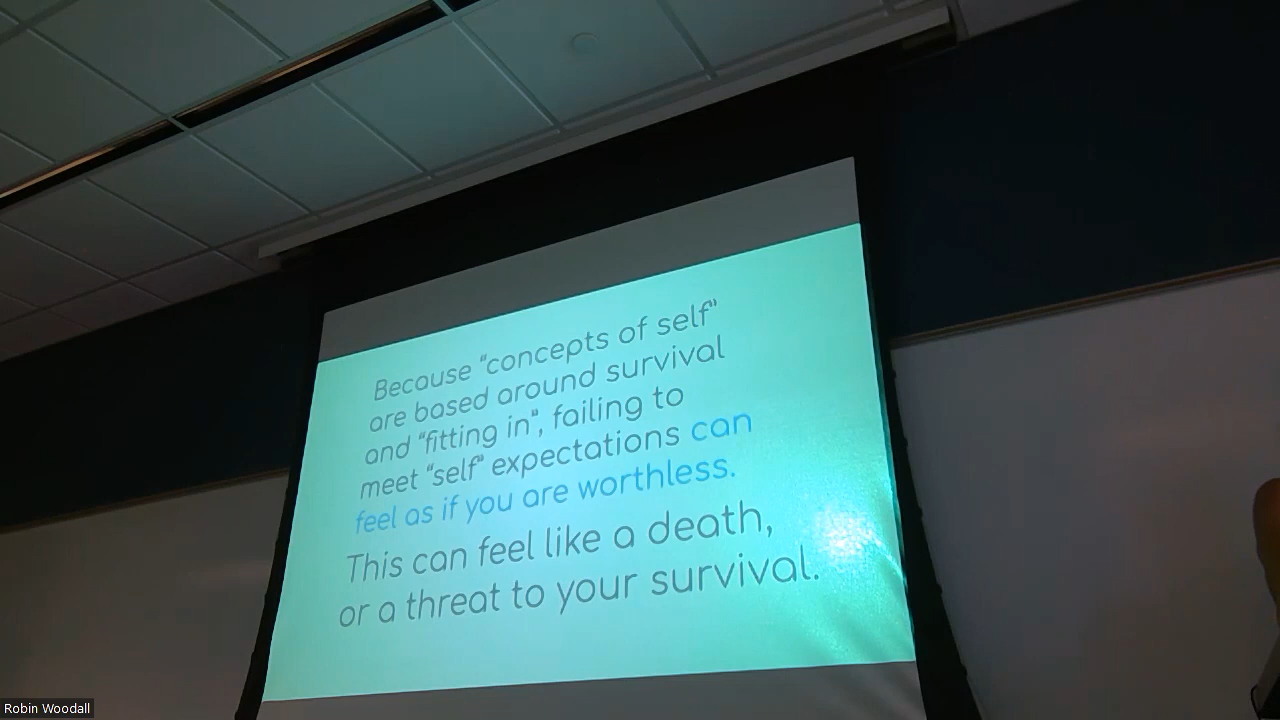 Because “concepts of self”
are based around survival
and “fitting in”, failing to
meet “self” expectations can
feel as if you are worthless.
This can feel like a death,
or a threat to your survival.
Robin Woodall